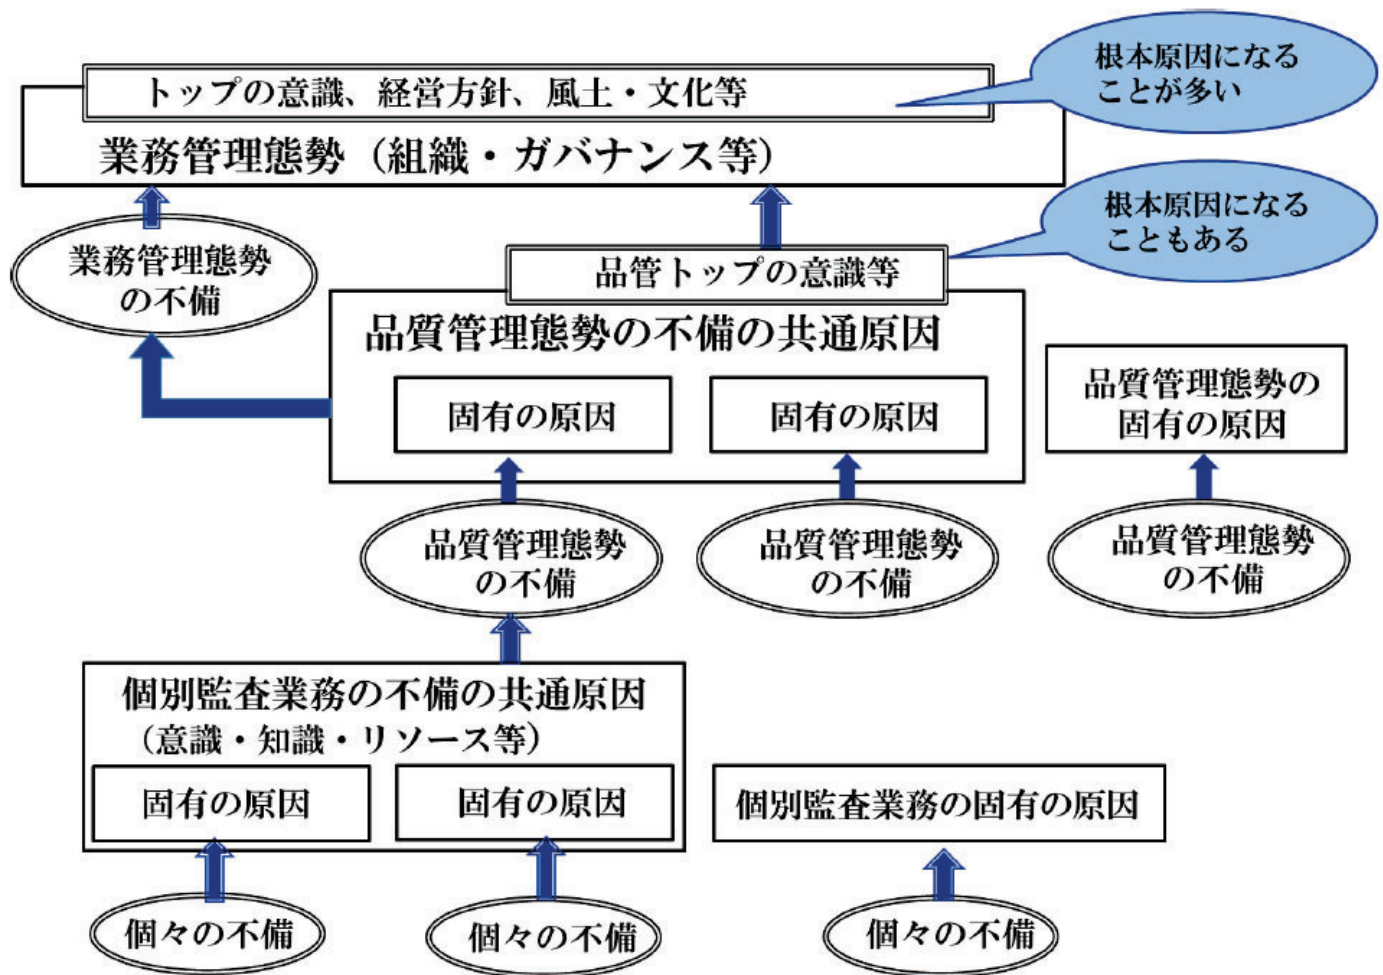 根本原因になる
ことが多い
トップの意識、経営方針、風土・文化等
業務管理態勢（組織・ガバナンス等）
根本原因になる
こともある
業務管理態勢
の不備
品管トップの意識等
品質管理態勢の不備の共通原因
固有の原因
固有の原因
品質管理態勢の
固有の原因
品質管理態勢
の不備
品質管理態勢
の不備
品質管理態勢
の不備
個別監査業務の不備の共通原因
（意識・知識・リソース等）
固有の原因
固有の原因
個別監査業務の固有の原因
個々の不備
個々の不備
個々の不備